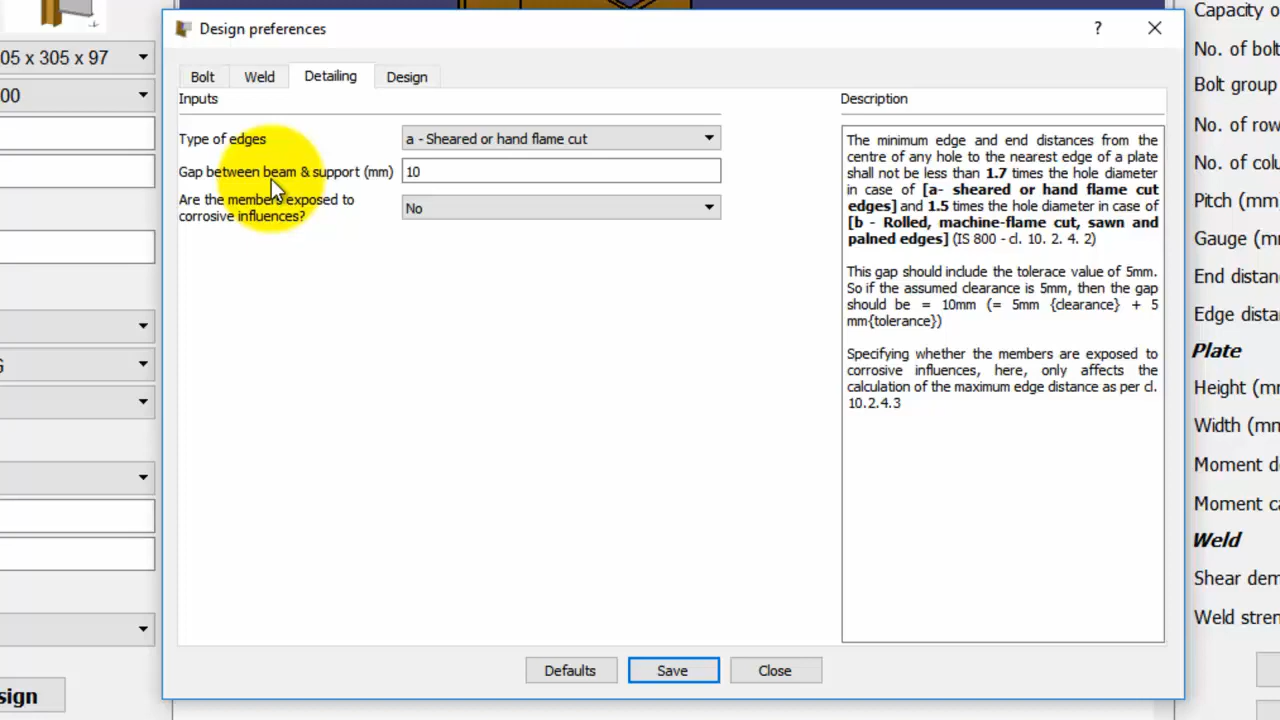 Design preferences
?
05 x 305 x 97
00
G
sign
Bolt
Weld
Detailing
Design
Inputs
Type of edges
a - Sheared or hand flame cut
Gap between beam & support (mm)
10
Are the members exposed to
corrosive influences?
No
Description
The minimum edge and end distances from the
centre of any hole to the nearest edge of a plate
shall not be less than 1.7 times the hole diameter
in case of [a- sheared or hand flame cut
edges] and 1.5 times the hole diameter in case of
[b - Rolled, machine-flame cut, sawn and
palned edges] (IS 800 - cl. 10. 2. 4. 2)
This gap should include the tolerace value of 5mm.
So if the assumed clearance is 5mm, then the gap
should be = 10mm (= 5mm {clearance} + 5
mm{tolerance})
Specifying whether the members are exposed to
corrosive influences, here, only affects the
calculation of the maximum edge distance as per cl.
10.2.4.3
Defaults
Save
Close
Capacity o
No. of bolt
Bolt group
No. of row
No. of colu
Pitch (mm
Gauge (m
End distan
Edge dista
Plate
Height (m
Width (mm
Moment d
Moment ca
Weld
Shear dem
Weld stren